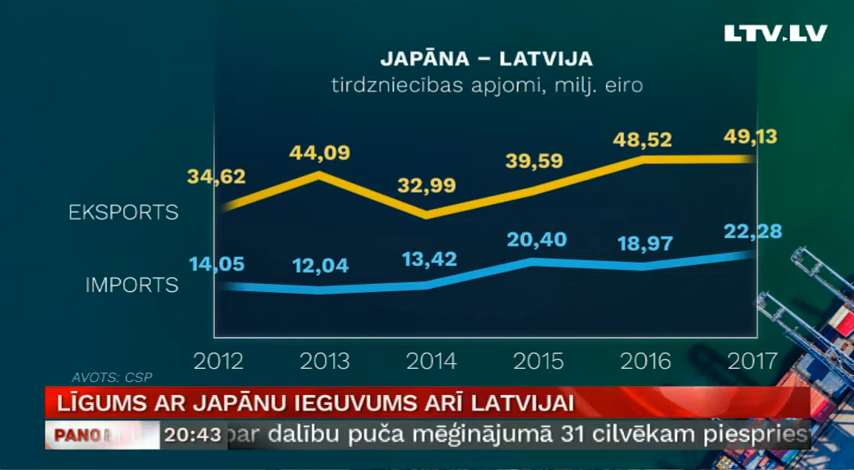 LTV.LV
JAPĀNA – LATVIJA
tirdzniecības apjomi, milj. eiro
34,62 44,09 32,99 39,59 48,52 49,13
EKSPORTS
14,05 12,04 13,42 20,40 18,97 22,28
IMPORTS
2012 2013 2014 2015 2016 2017
AVOTS: CSP
LĪGUMS AR JAPĀNU IEGUVUMS ARĪ LATVIJAI
20:43 par dalību puča mēģinājumā 31 cilvēkam piespries